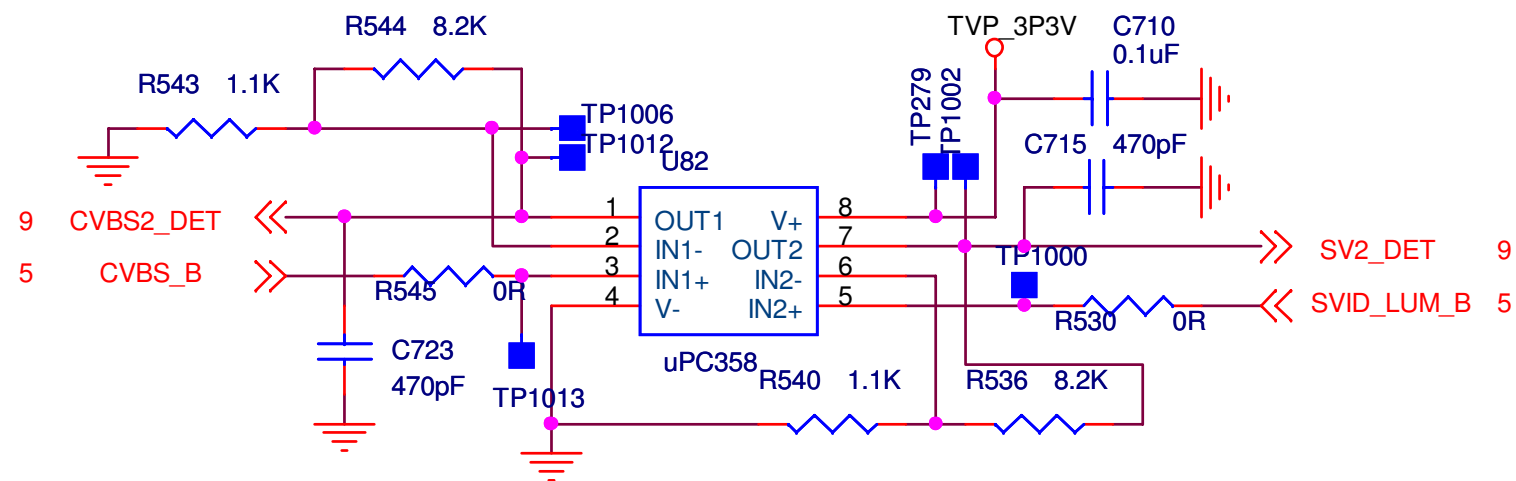 R544 8.2K
TVP_3P3V
C710
0.1uF
R543 1.1K
TP279
TP1002
TP1006
TP1012
U82
C715 470pF
9 CVBS2_DET
1 OUT1
V+ 8
2 IN1-
OUT2 7
SV2_DET 9
5 CVBS_B
R545 0R
3 IN1+
IN2- 6
TP1000
4 V-
IN2+ 5
R530 0R
SVID_LUM_B 5
C723
470pF
TP1013
uPC358
R540 1.1K
R536 8.2K